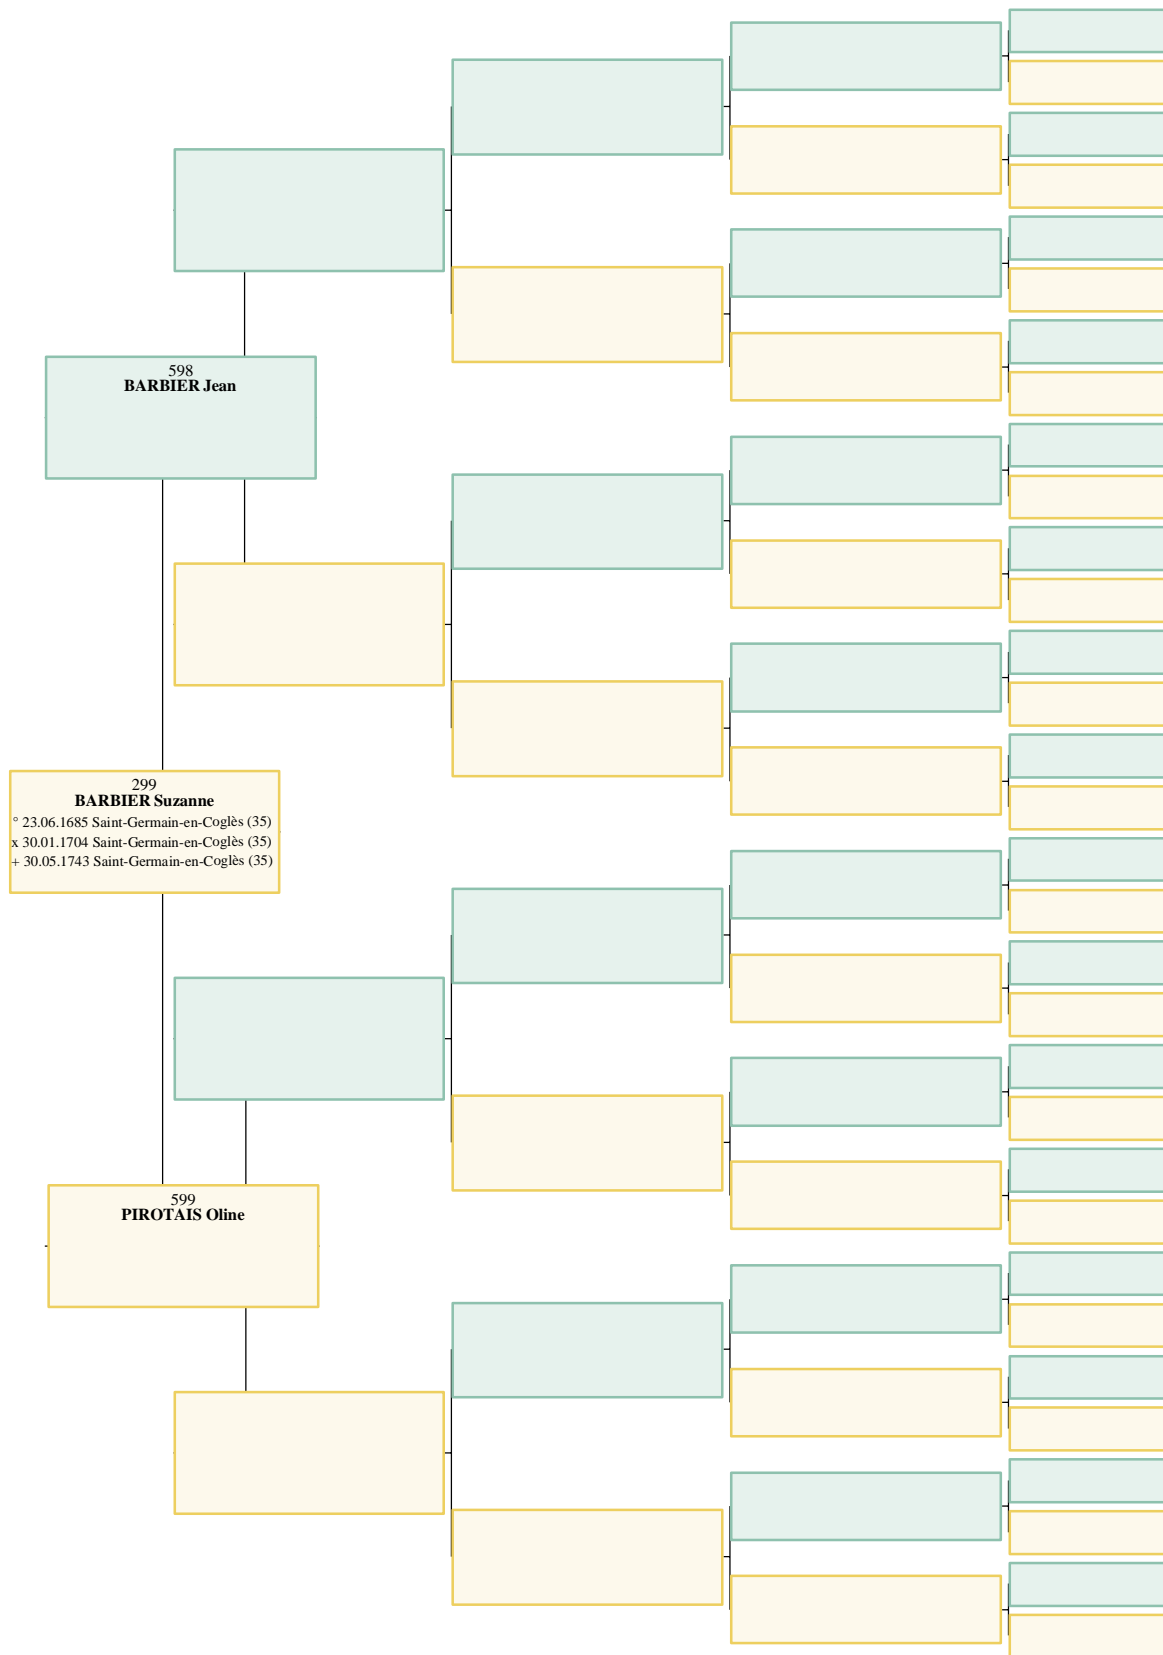 598
BARBIER Jean
299
BARBIER Suzanne
° 23.06.1685 Saint-Germain-en-Coglès (35)
x 30.01.1704 Saint-Germain-en-Coglès (35)
+ 30.05.1743 Saint-Germain-en-Coglès (35)
599
PIROTAIS Oline